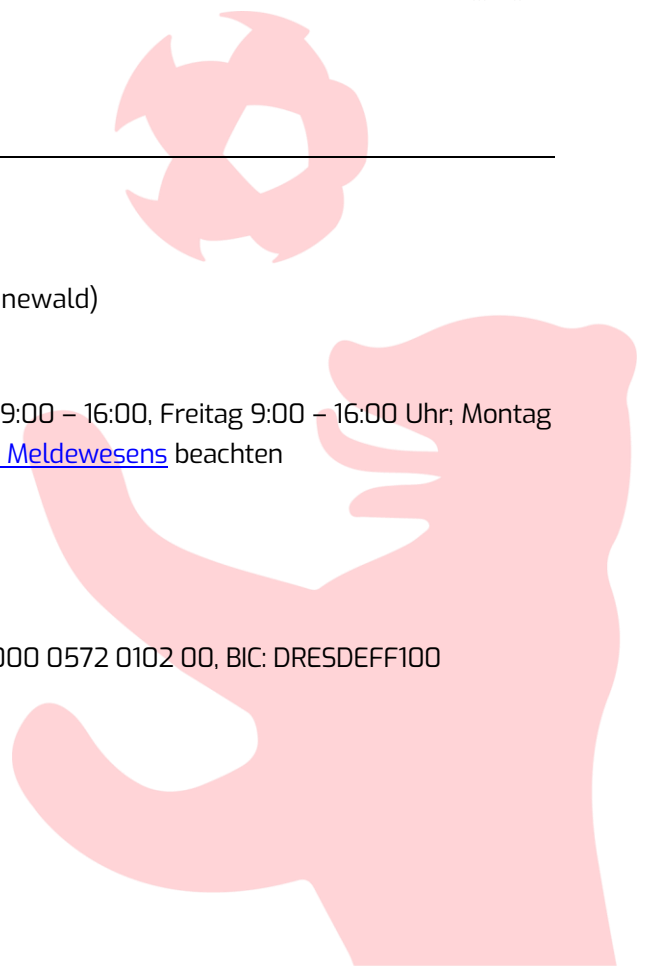 newald)
9:00 – 16:00, Freitag 9:00 – 16:00 Uhr; Montag
Meldewesens beachten
000 0572 0102 00, BIC: DRESDEFF100